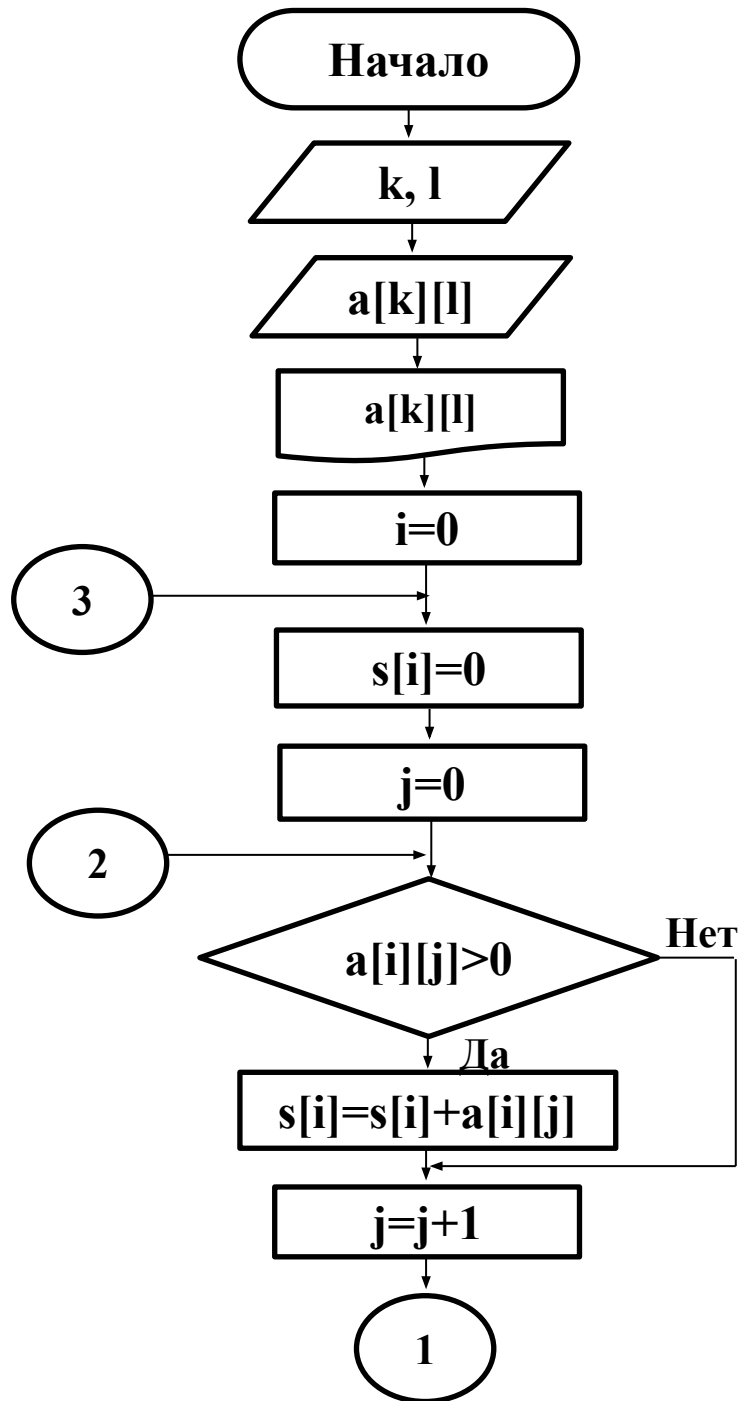 Начало
k, l
a[k][l]
a[k][l]
i=0
3
s[i]=0
j=0
2
a[i][j]>0
Нет
Да
s[i]=s[i]+a[i][j]
j=j+1
1